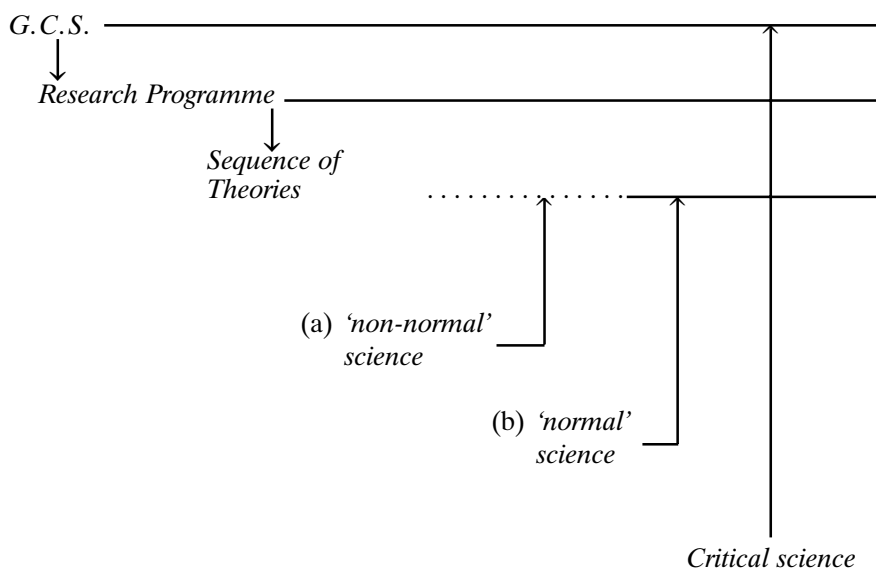 G.C.S.
Research Programme
Sequence of
Theories
(a) ‘non-normal’
science
(b) ‘normal’
science
Critical science